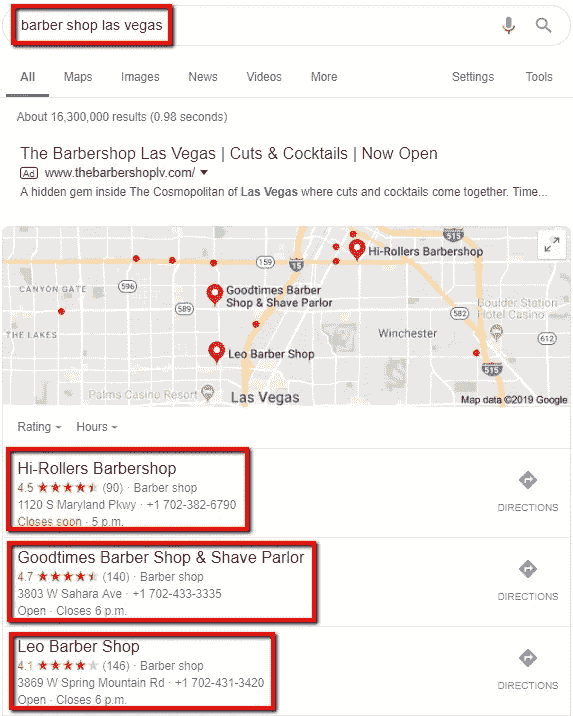 barber shop las vegas
All Maps Images News Videos More Settings Tools
About 16,300,000 results (0.98 seconds)
The Barbershop Las Vegas | Cuts & Cocktails | Now Open
Ad www.thebarbershoplv.com/
A hidden gem inside The Cosmopolitan of Las Vegas where cuts and cocktails come together. Time...
515
Hi-Rollers Barbershop
159
15
CANYON GATE
596
Goodtimes Barber
Shop & Shave Parlor
589
Boulder Station
Hotel Casino
582
THE LAKES
Winchester
612
Leo Barber Shop
515
Palms Casino Resort
Las Vegas
Map data ©2019 Google
Rating Hours
Hi-Rollers Barbershop
4.5 (90) · Barber shop
1120 S Maryland Pkwy · +1 702-382-6790
Closes soon · 5 p.m.
DIRECTIONS
Goodtimes Barber Shop & Shave Parlor
4.7 (140) · Barber shop
3803 W Sahara Ave · +1 702-433-3335
Open · Closes 6 p.m.
DIRECTIONS
Leo Barber Shop
4.1 (146) · Barber shop
3869 W Spring Mountain Rd · +1 702-431-3420
Open · Closes 6 p.m.
DIRECTIONS